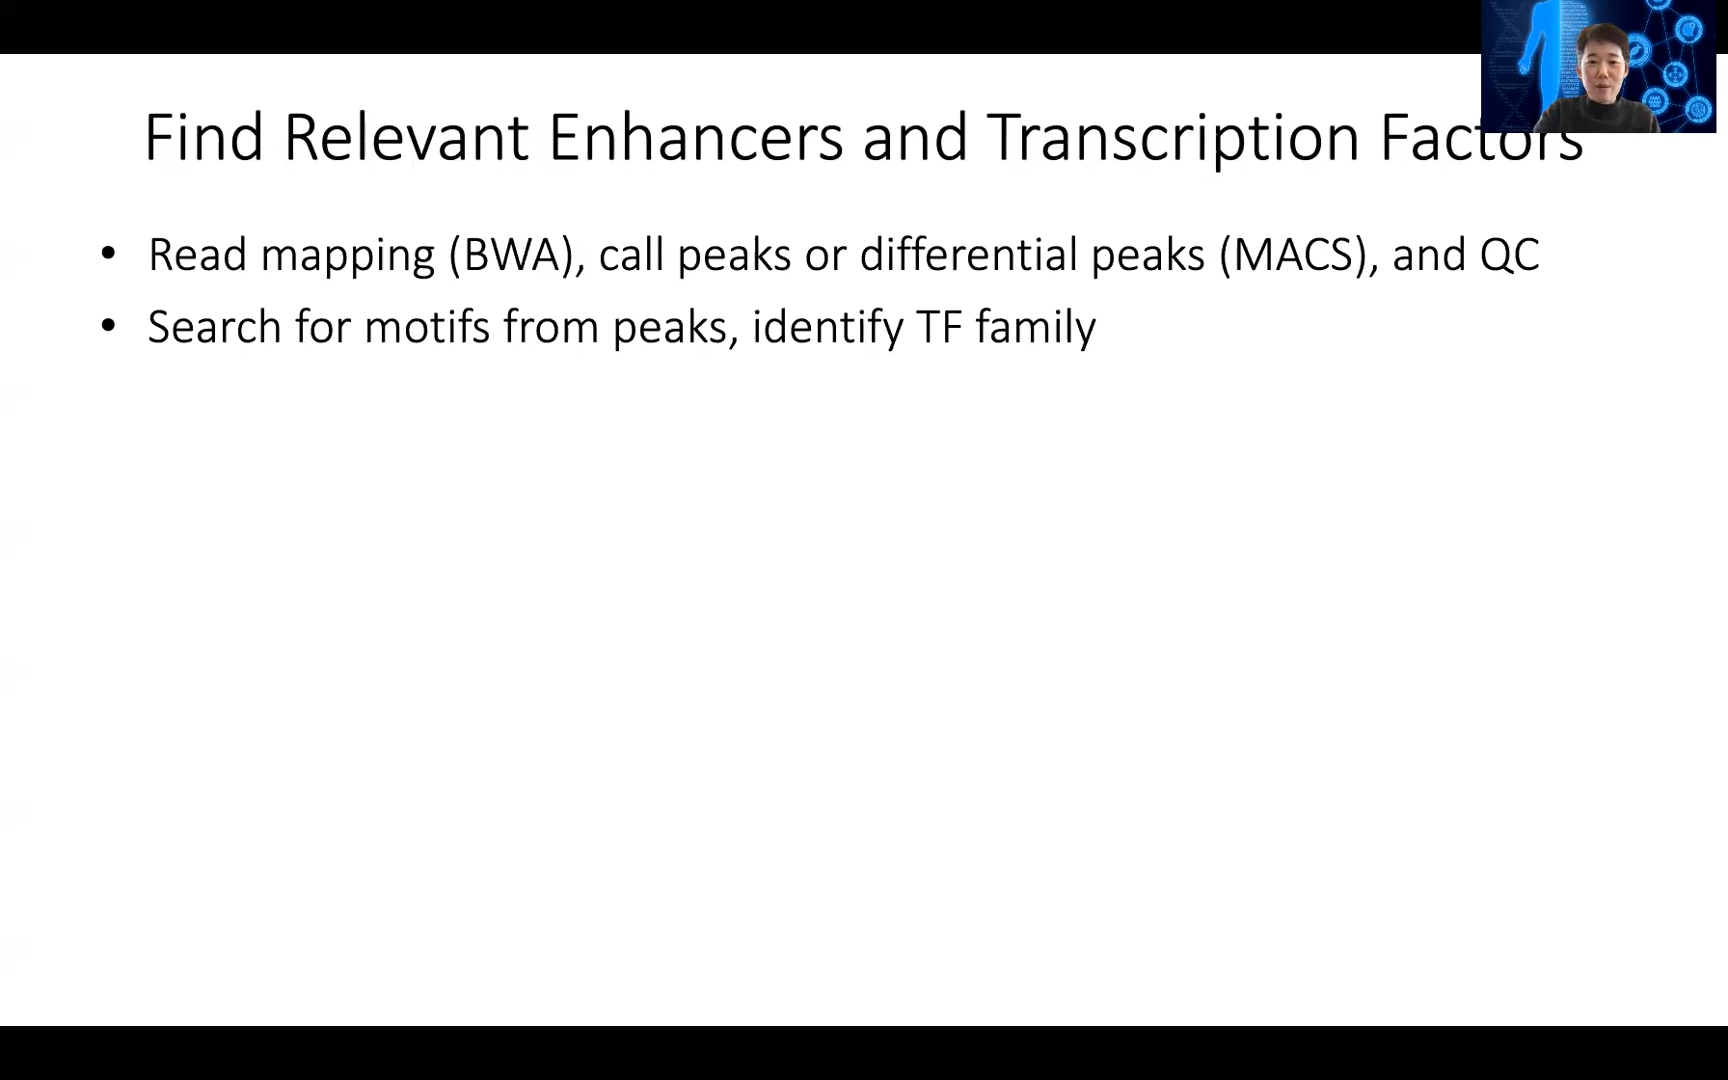 Find Relevant Enhancers and Transcription Factors
• Read mapping (BWA), call peaks or differential peaks (MACS), and QC
• Search for motifs from peaks, identify TF family